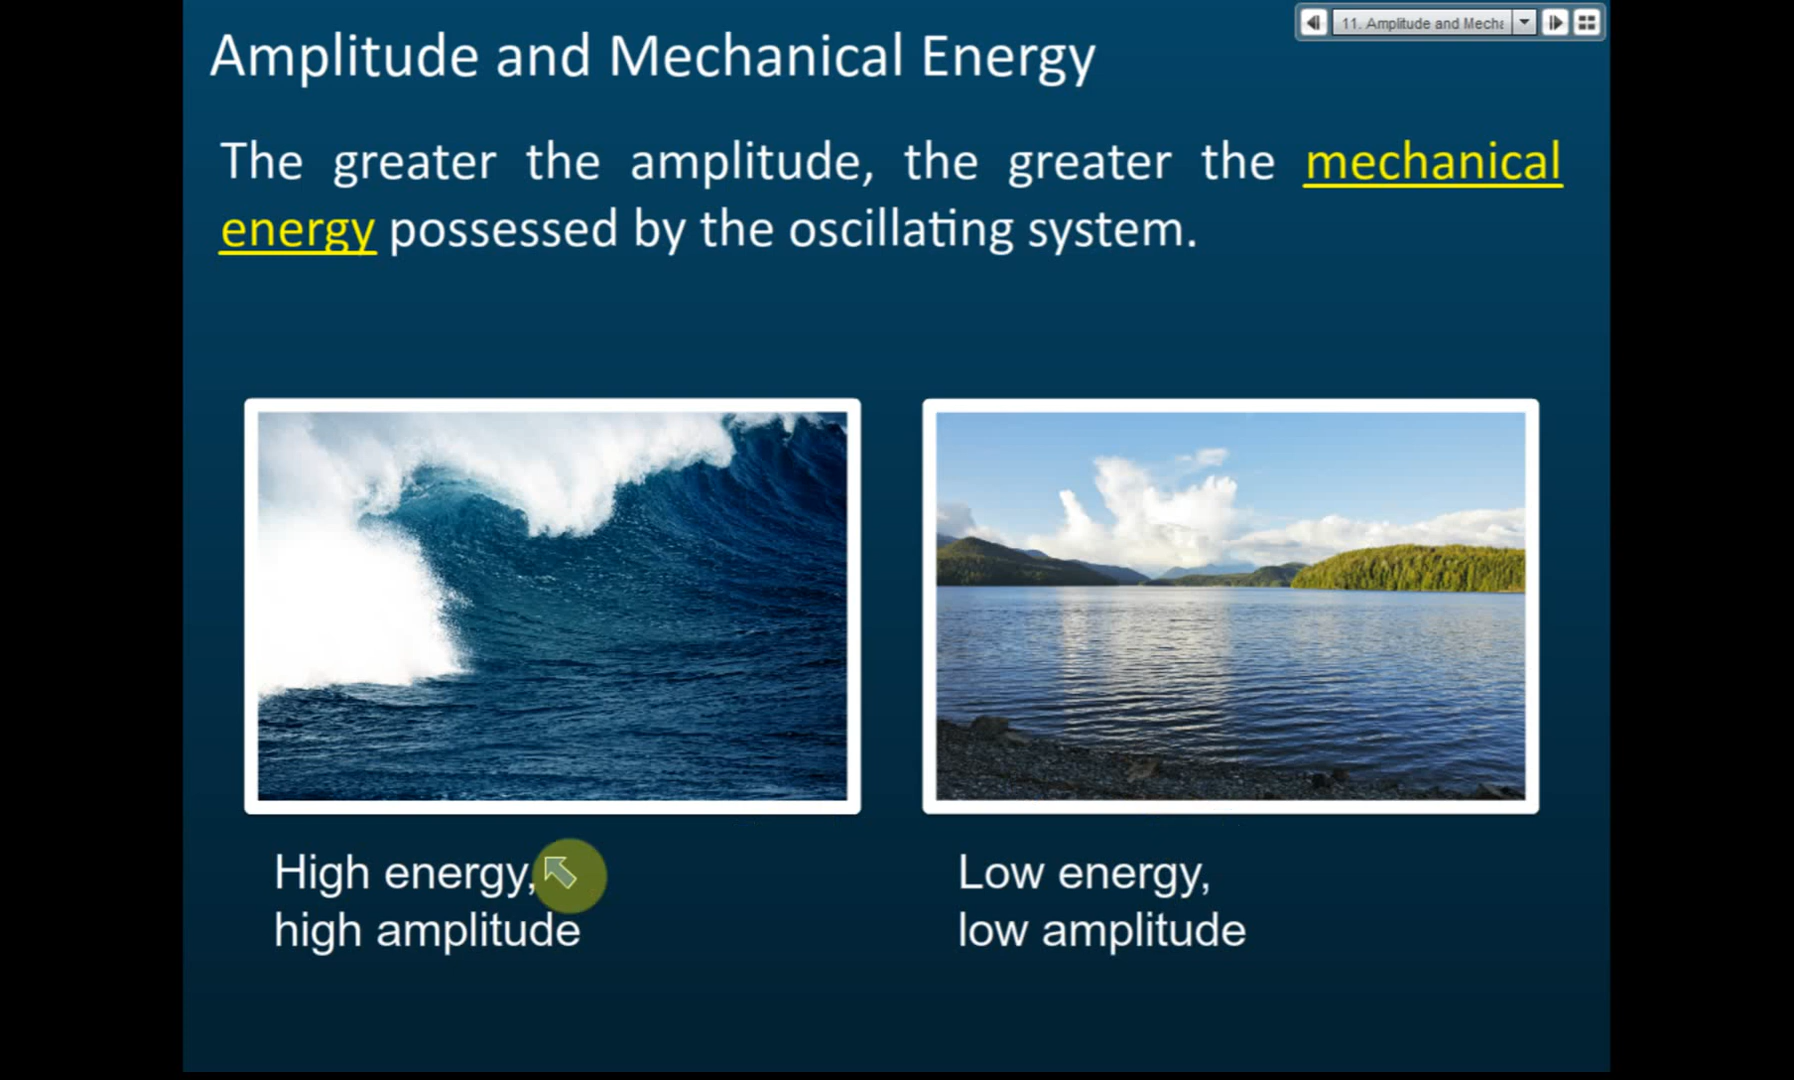 11. Amplitude and Mecha
Amplitude and Mechanical Energy
The greater the amplitude, the greater the mechanical
energy possessed by the oscillating system.
High energy,
high amplitude
Low energy,
low amplitude